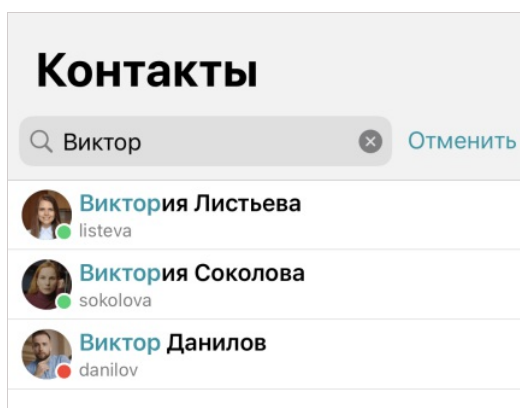 Контакты
Виктор Отменить
Виктория Листьева
listeva
Виктория Соколова
sokolova
Виктор Данилов
danilov